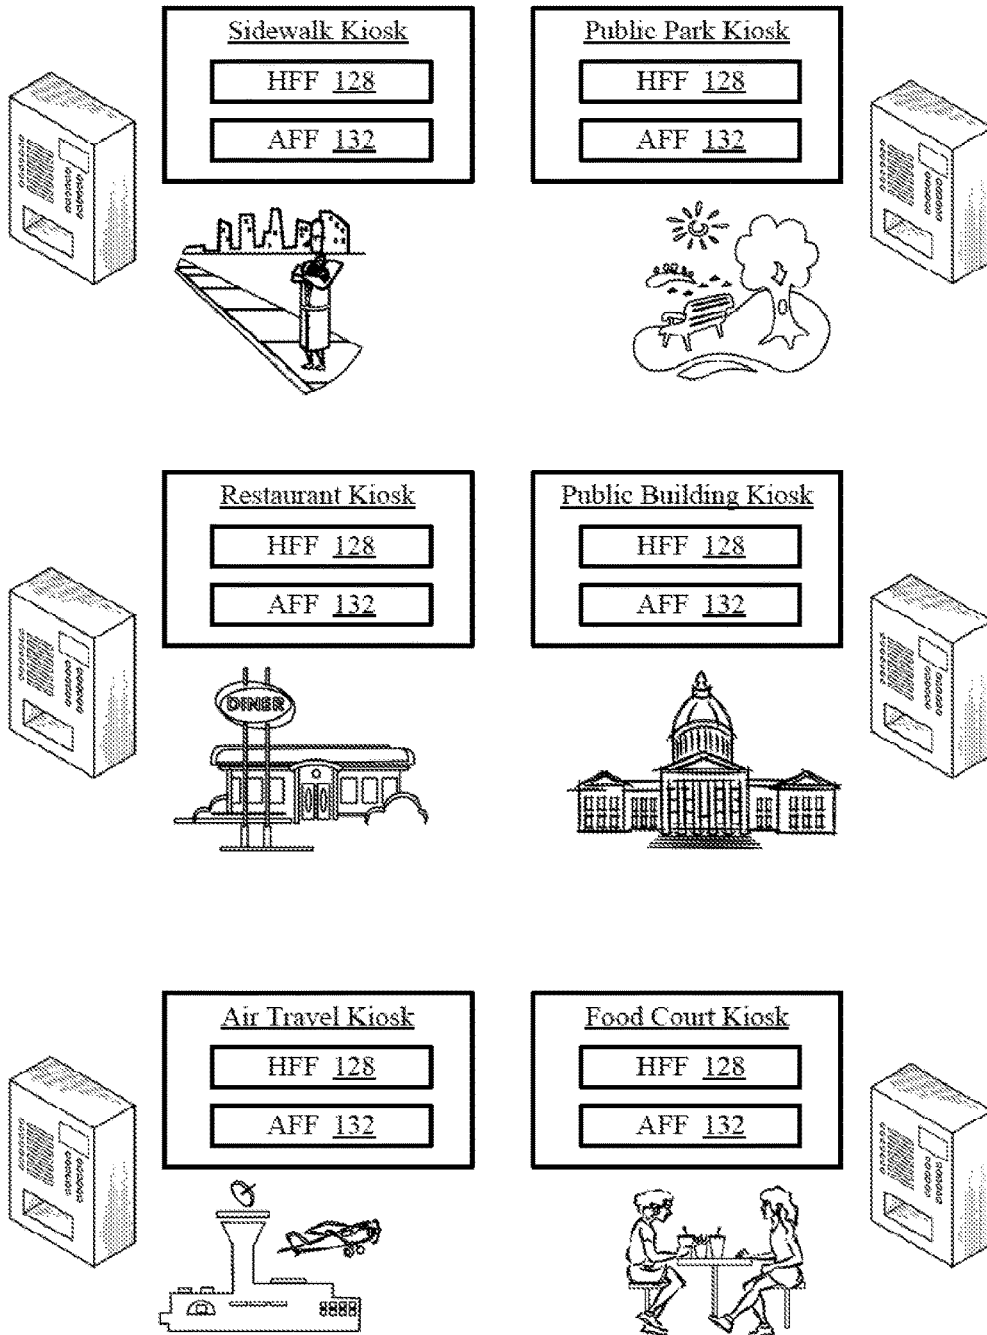 Sidewalk Kiosk
HFF 128
AFF 132
Public Park Kiosk
HFF 128
AFF 132
Restaurant Kiosk
HFF 128
AFF 132
DINER
Public Building Kiosk
HFF 128
AFF 132
Air Travel Kiosk
HFF 128
AFF 132
Food Court Kiosk
HFF 128
AFF 132